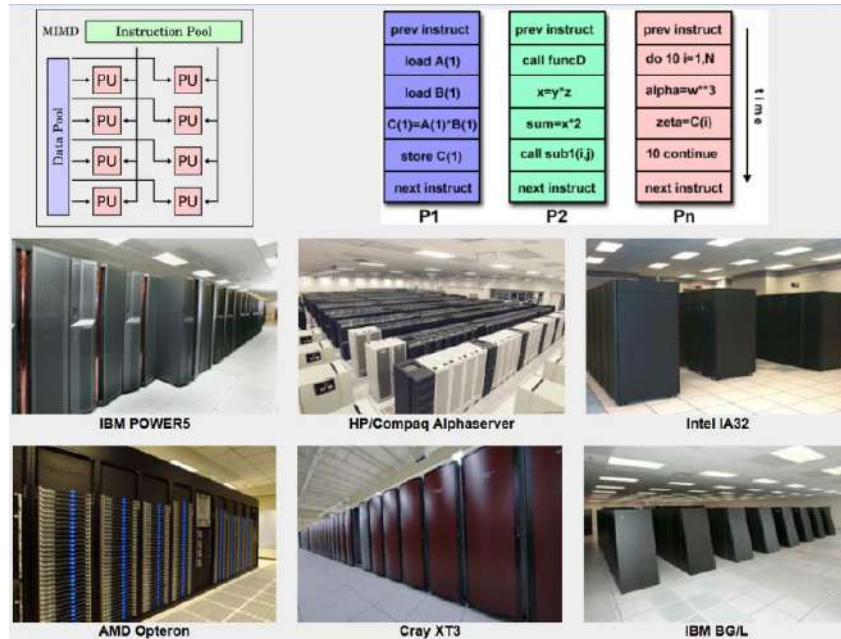 MIMD
Instruction Pool
Data Pool
PU
PU
PU
PU
PU
PU
PU
PU
prev instruct
load A(1)
load B(1)
C(1)=A(1)*B(1)
store C(1)
next instruct
P1
prev instruct
call funcD
x=y*z
sum=x*2
call sub1(i,j)
next instruct
P2
prev instruct
do 10 i=1,N
alpha=w**3
zeta=C(i)
10 continue
next instruct
Pn
time
IBM POWER5
HP/Compaq Alphaserver
Intel IA32
AMD Opteron
Cray XT3
IBM BG/L